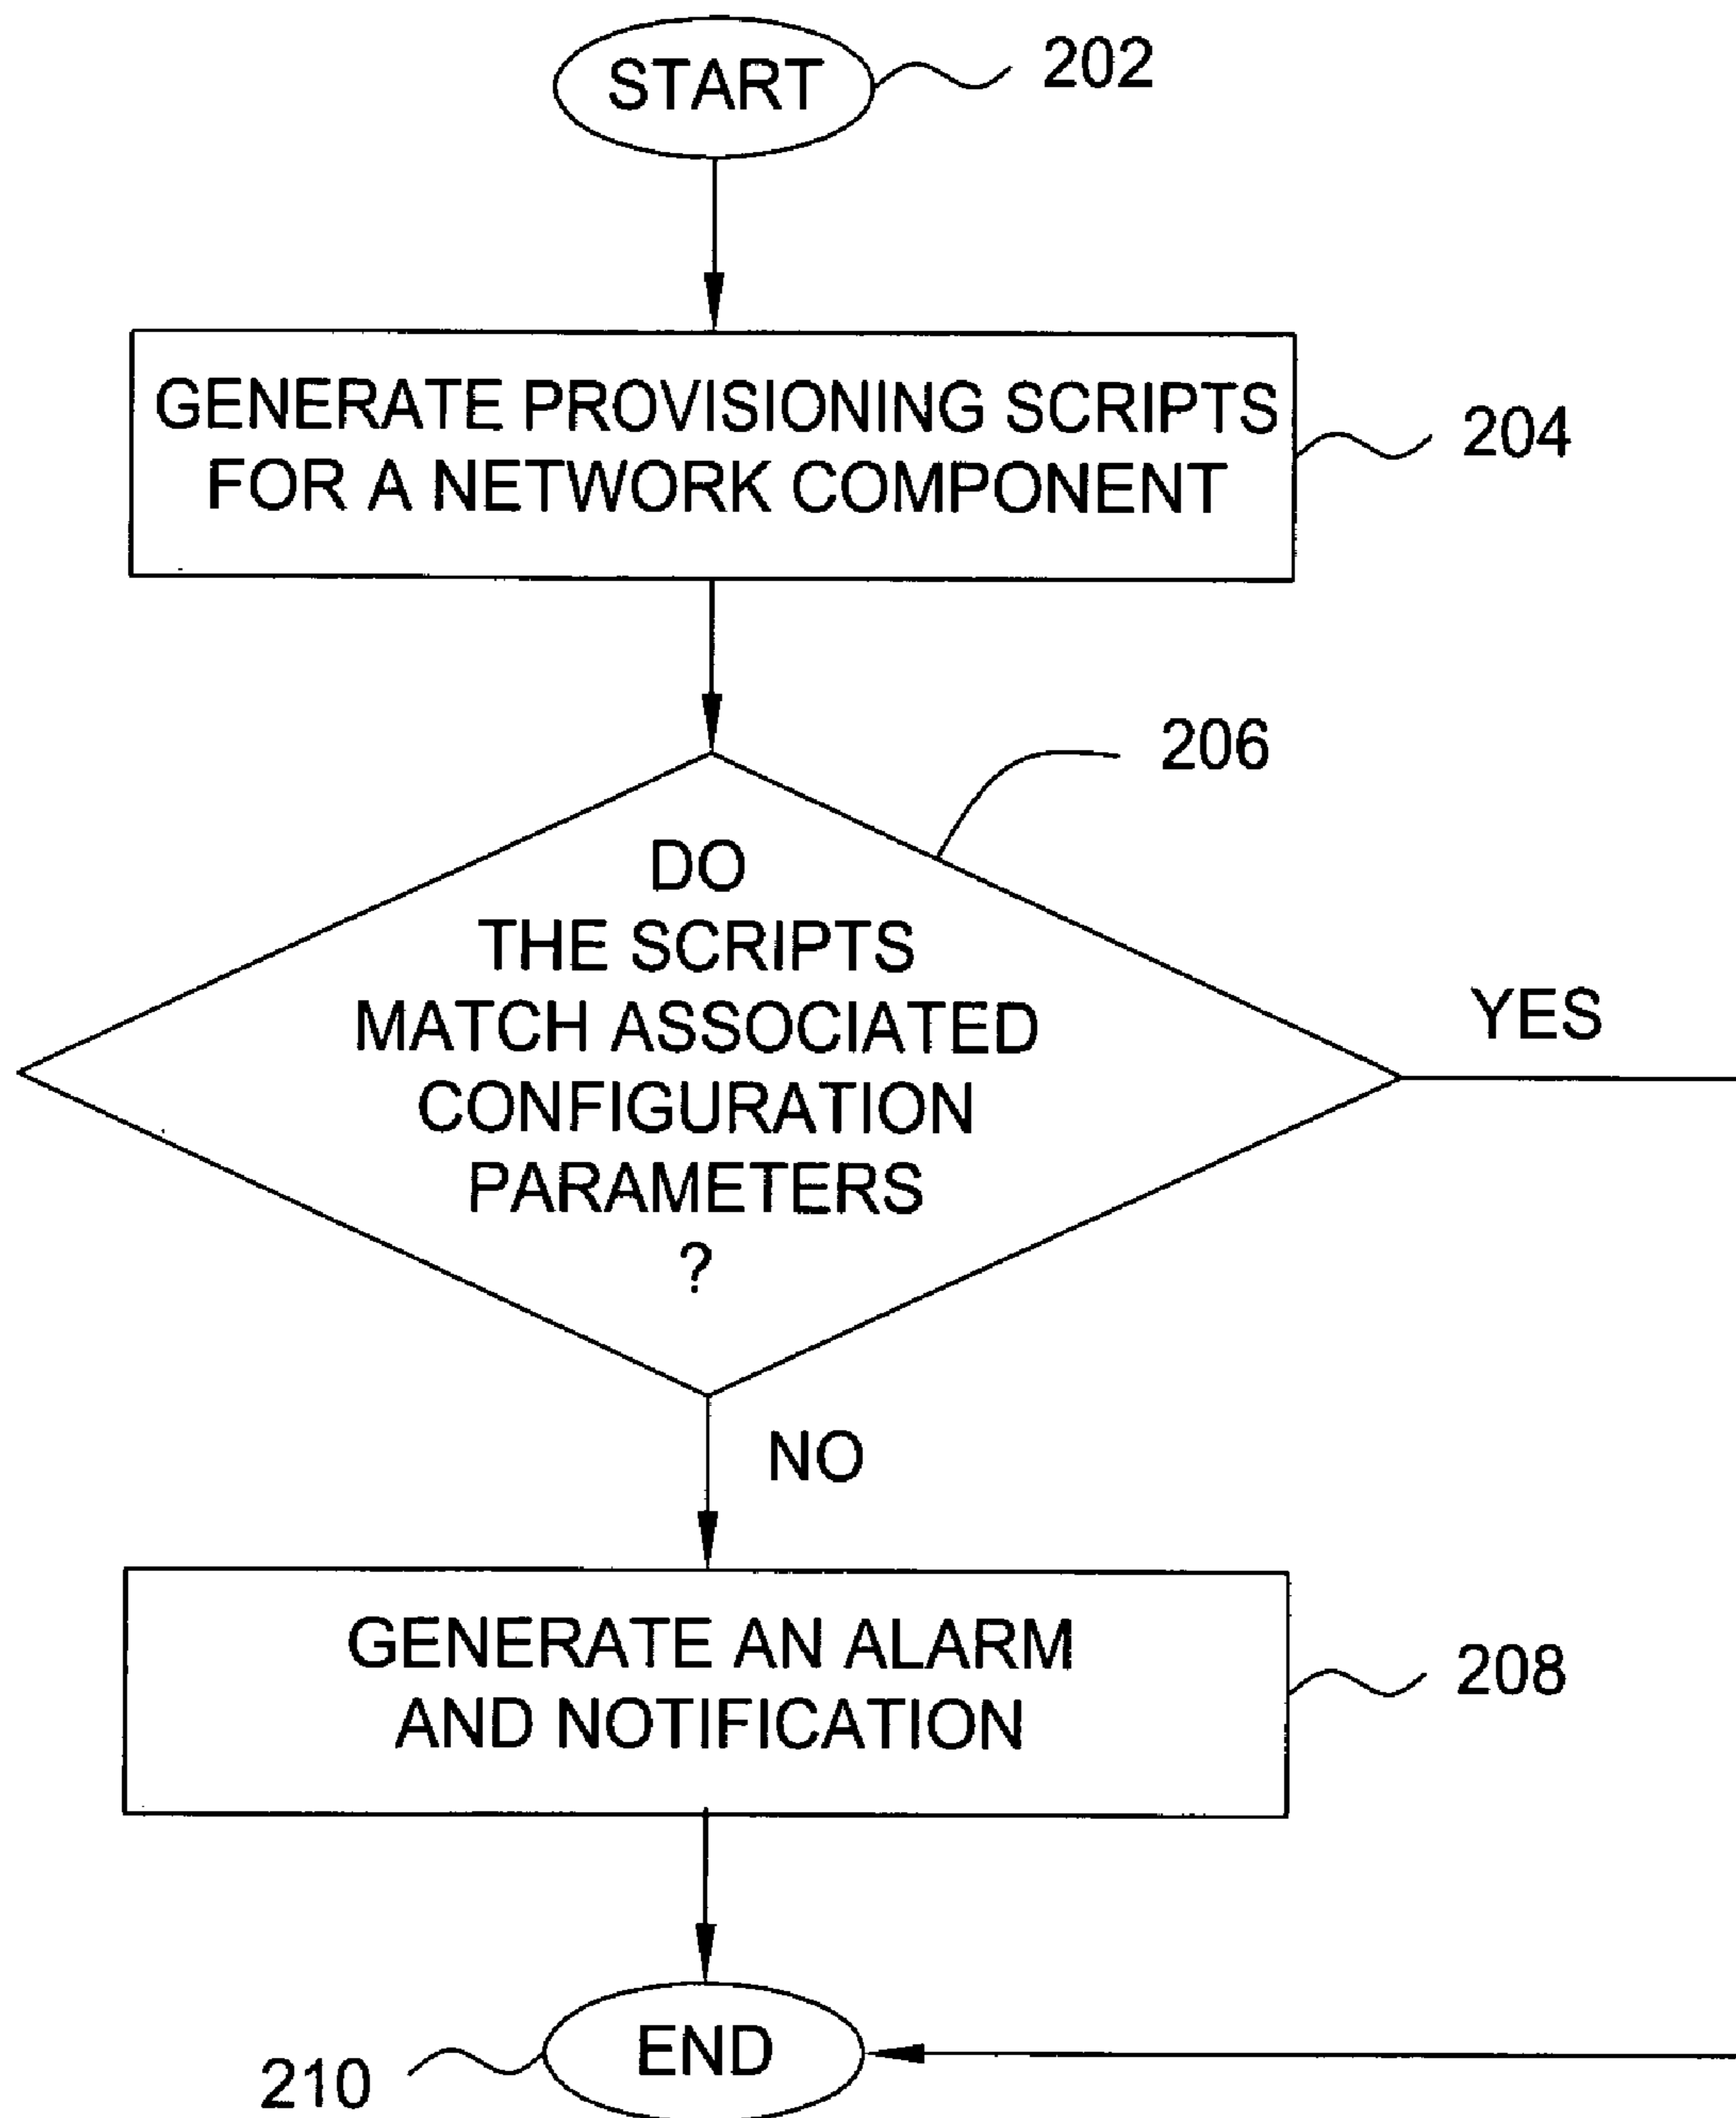 START
202
GENERATE PROVISIONING SCRIPTS
FOR A NETWORK COMPONENT
204
206
DO
THE SCRIPTS
MATCH ASSOCIATED
CONFIGURATION
PARAMETERS
?
YES
NO
GENERATE AN ALARM
AND NOTIFICATION
208
END
210